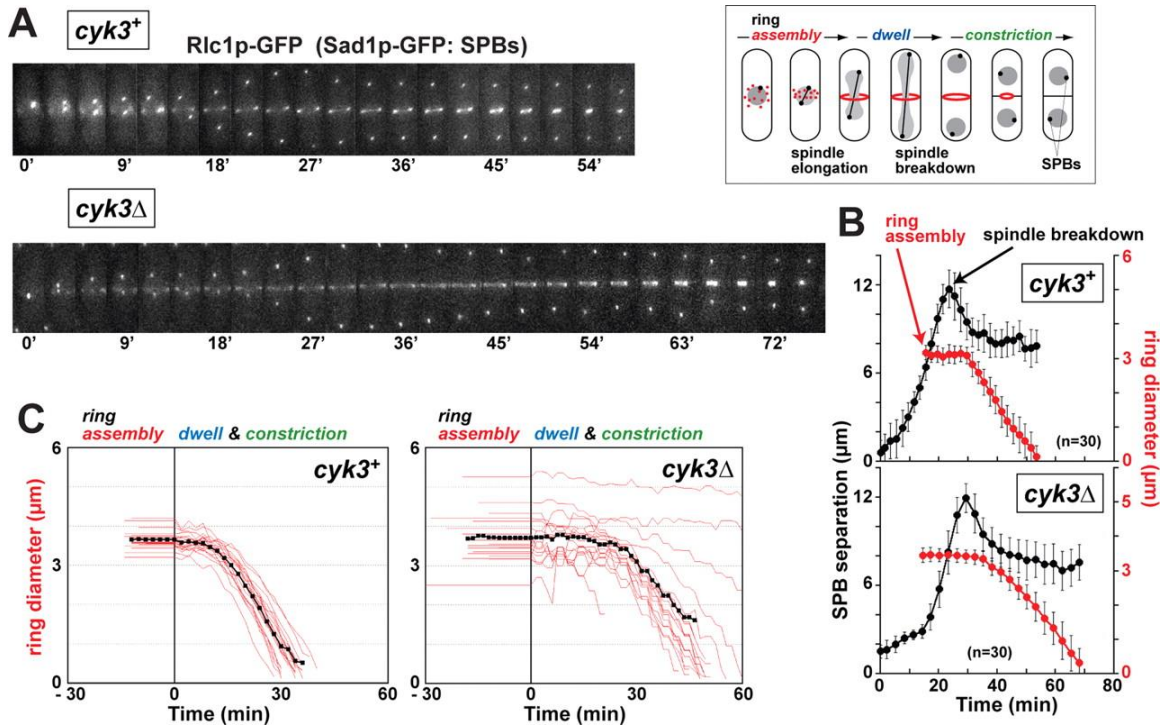 A
cyk3+
Rlc1p-GFP (Sad1p-GFP: SPBs)
0’ 9’ 18’ 27’ 36’ 45’ 54’
cyk3Δ
0’ 9’ 18’ 27’ 36’ 45’ 54’ 63’ 72’
ring
assembly dwell constriction
spindle
elongation
spindle
breakdown
SPBs
B
ring
assembly
spindle breakdown
cyk3+
12
6
0
6
3
0
(n=30)
cyk3Δ
12
6
0
5
3
0
(n=30)
SPB separation (µm)
ring diameter (µm)
0 20 40 60 80
Time (min)
C
ring
assembly dwell & constriction
cyk3+
6
3
0
ring diameter (µm)
- 30 0 30 60
Time (min)
ring
assembly dwell & constriction
cyk3Δ
6
3
0
- 30 0 30 60
Time (min)